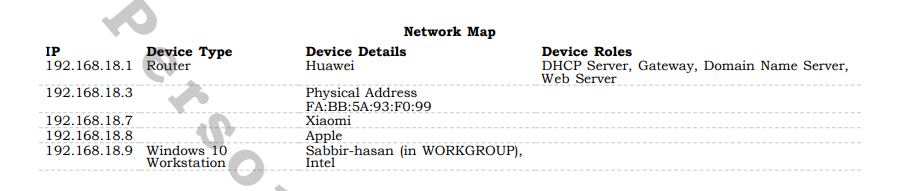 Network Map
IP Device Type Device Details Device Roles
192.168.18.1 Router Huawei DHCP Server, Gateway, Domain Name Server,
Web Server
192.168.18.3 Physical Address
FA:BB:5A:93:F0:99
192.168.18.7 Xiaomi
192.168.18.8 Apple
192.168.18.9 Windows 10 Sabbir-hasan (in WORKGROUP),
Workstation Intel
Perso